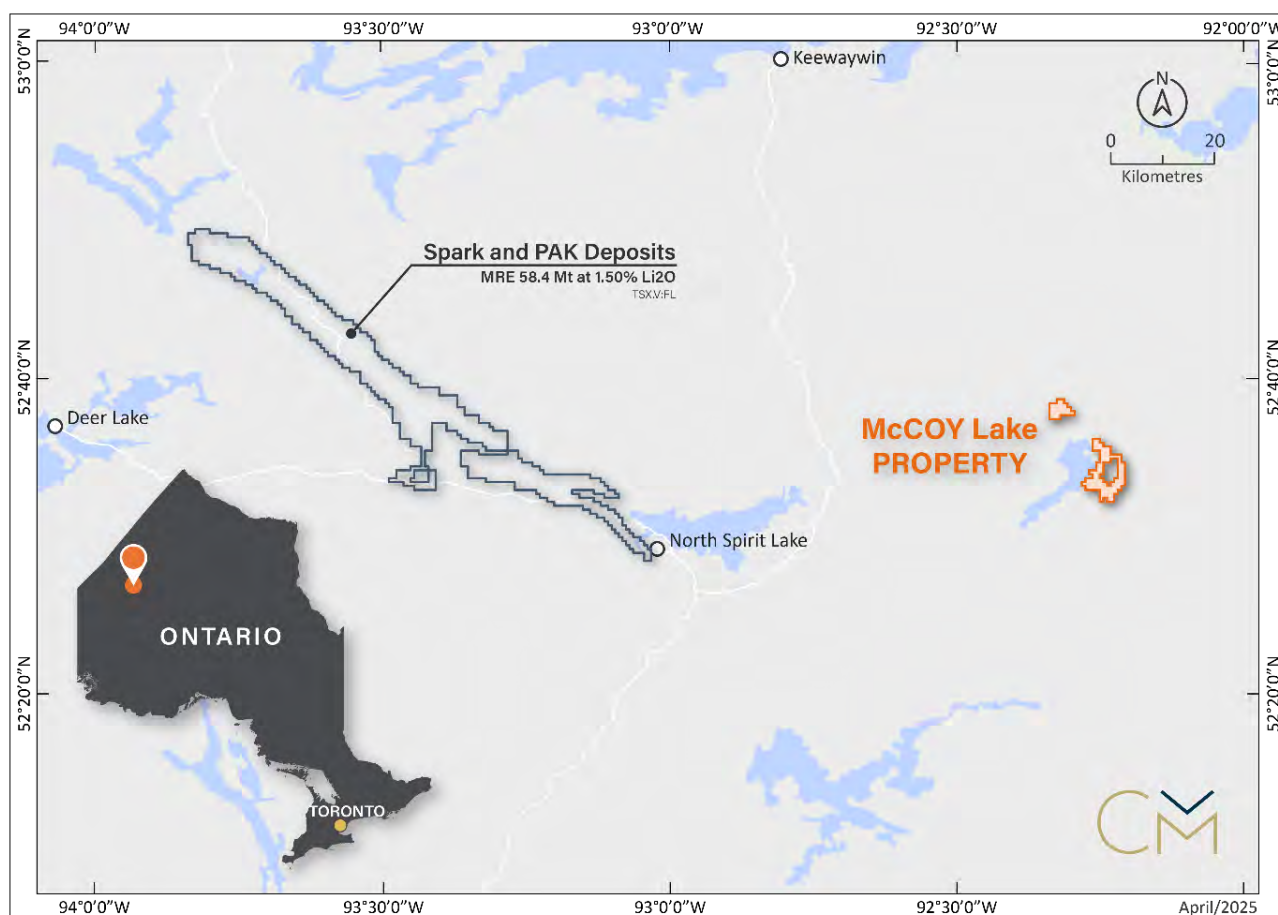 94°0'0"W
93°30'0"W
93°0'0"W
92°30'0"W
92°00'0"W
53°0'0"N
53°0'0"N
Keewaywin
N
0 20
Kilometres
Spark and PAK Deposits
MRE 58.4 Mt at 1.50% Li2O
TSX.V:FL
52°40'0"N
52°40'0"N
Deer Lake
McCOY Lake
PROPERTY
North Spirit Lake
ONTARIO
52°20'0"N
52°20'0"N
TORONTO
CM
94°0'0"W
93°30'0"W
93°0'0"W
92°30'0"W
April/2025